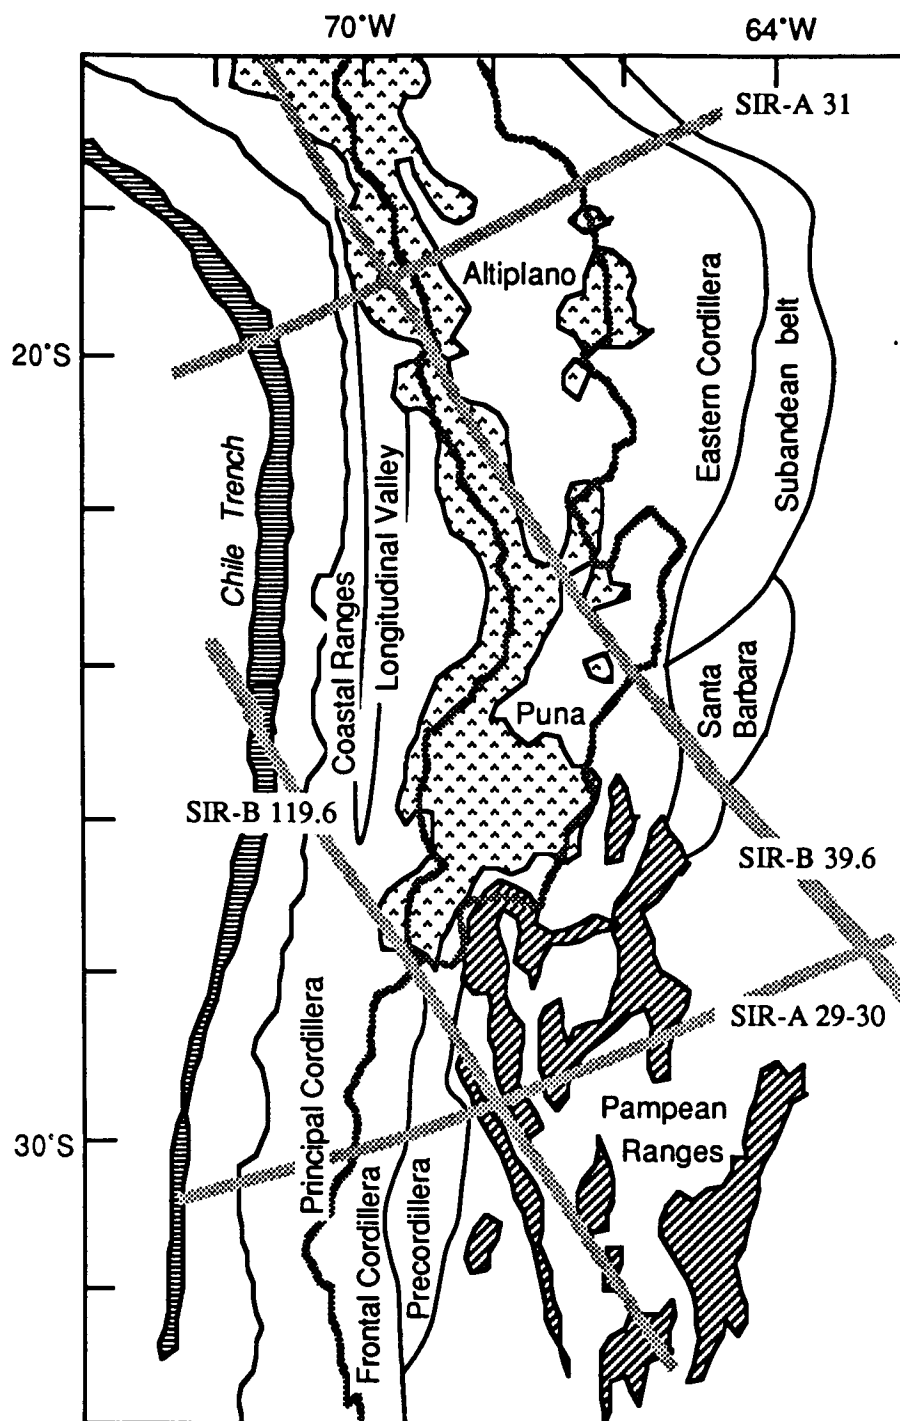 70°W
64°W
SIR-A 31
Altiplano
20°S
Eastern Cordillera
Subandean belt
Chile Trench
Longitudinal Valley
Coastal Ranges
Santa
Barbara
Puna
SIR-B 119.6
SIR-B 39.6
SIR-A 29-30
Principal Cordillera
Pampean
Ranges
30°S
Frontal Cordillera
Precordillera